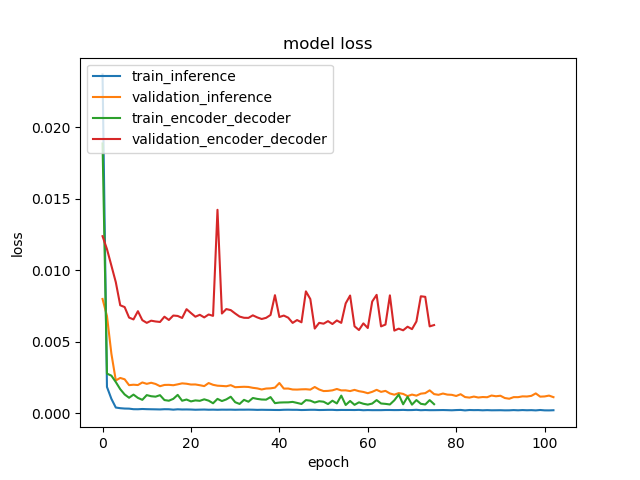 model loss
train_inference
validation_inference
train_encoder_decoder
validation_encoder_decoder
0.020
0.015
0.010
0.005
0.000
loss
0 20 40 60 80 100
epoch